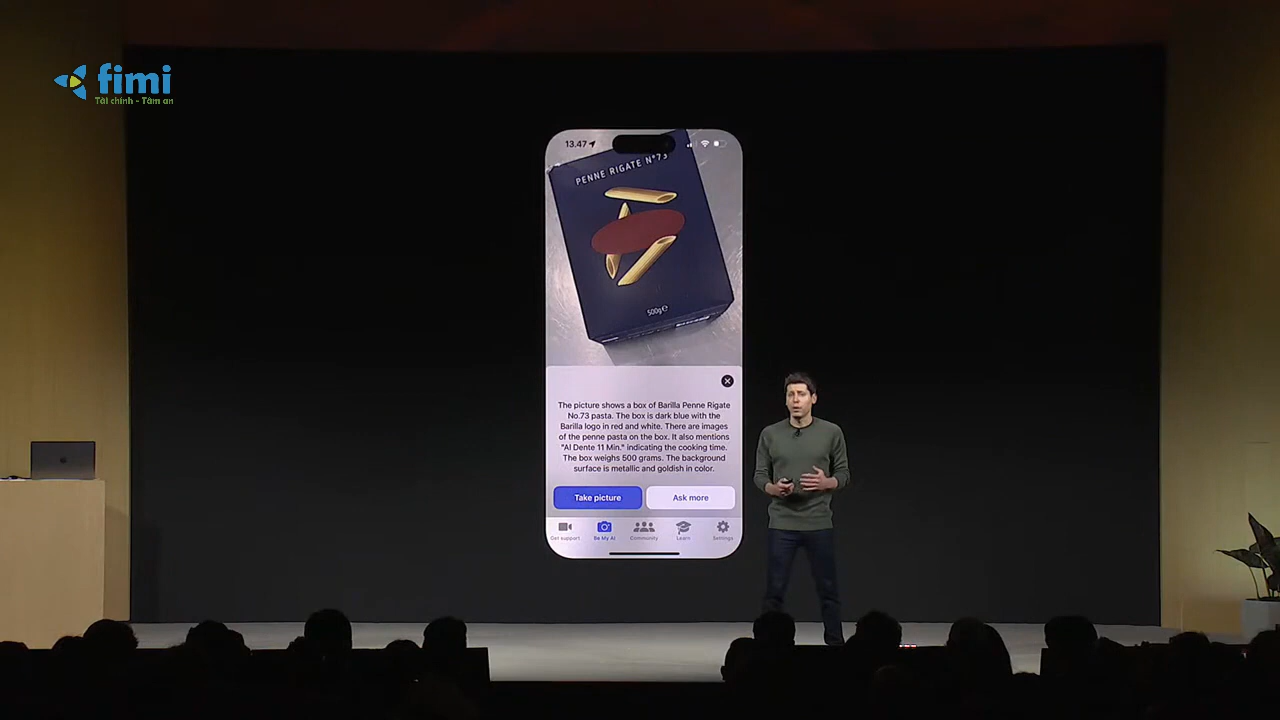 fimi
Tài chính - Tâm an
13.47
PENNE RIGATE N°73
500g℮
The picture shows a box of Barilla Penne Rigate
No.73 pasta. The box is dark blue with the
Barilla logo in red and white. There are images
of the penne pasta on the box. It also mentions
"Al Dente 11 Min." indicating the cooking time.
The box weighs 500 grams. The background
surface is metallic and goldish in color.
Take picture
Ask more
Get support
Be My AI
Community
Learn
Settings